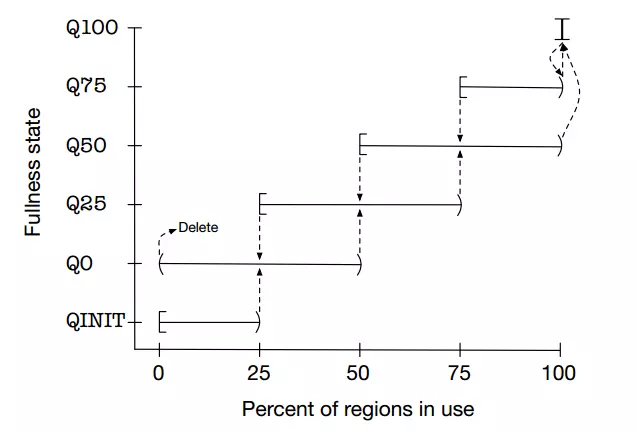 Fullness state
Q100
Q75
Q50
Q25
Delete
Q0
QINIT
0 25 50 75 100
Percent of regions in use